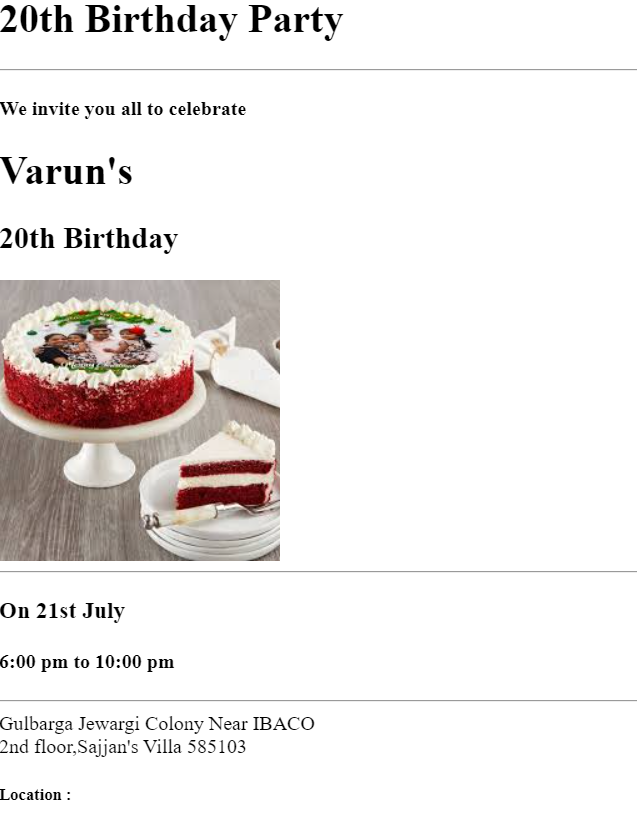 20th Birthday Party
We invite you all to celebrate
Varun's
20th Birthday
On 21st July
6:00 pm to 10:00 pm
Gulbarga Jewargi Colony Near IBACO
2nd floor,Sajjan's Villa 585103
Location :